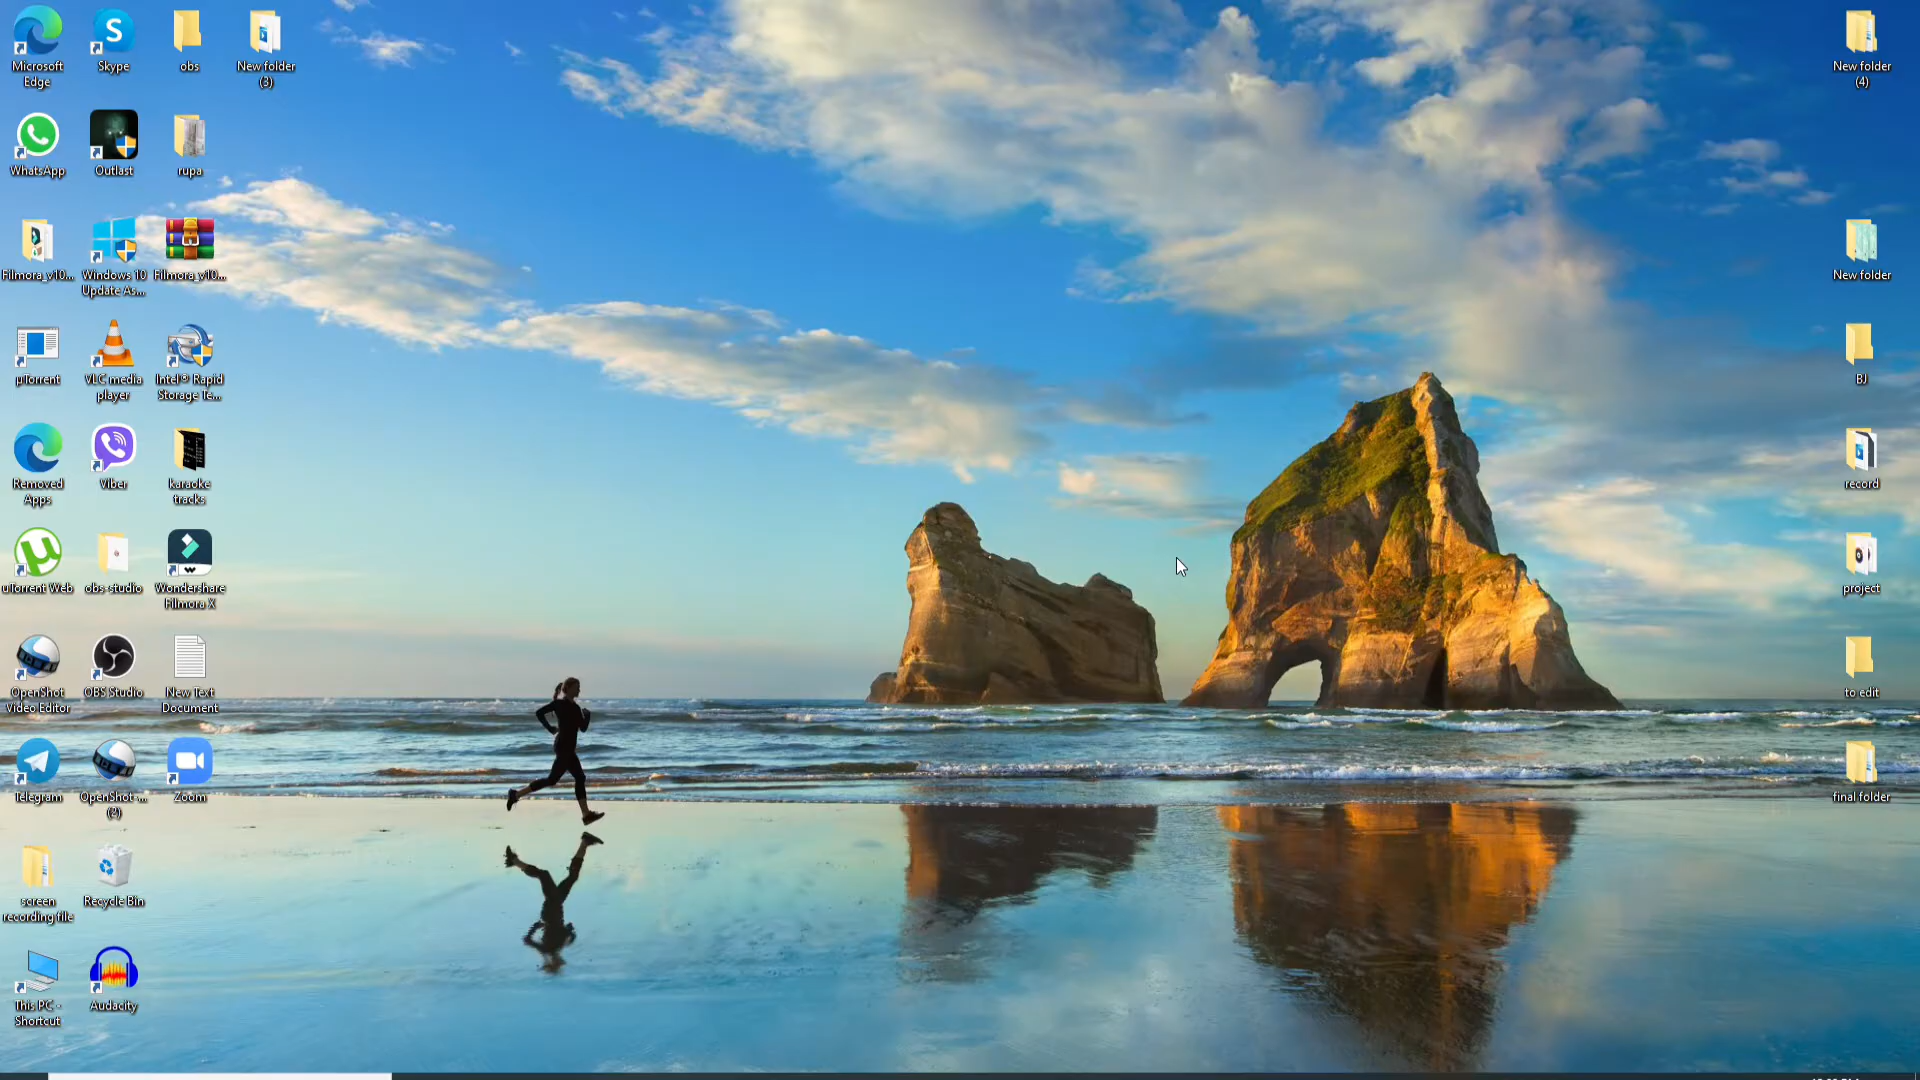 Microsoft
Edge
Skype
obs
New folder
(3)
New folder
(4)
WhatsApp
Outlast
rupa
Filmora_v10...
Windows 10
Update As...
Filmora_v10...
New folder
µTorrent
VLC media
player
Intel® Rapid
Storage Te...
BJ
Removed
Apps
Viber
karaoke
tracks
record
uTorrent Web
obs-studio
Wondershare
Filmora X
project
OpenShot
Video Editor
OBS Studio
New Text
Document
to edit
Telegram
OpenShot-...
(2)
Zoom
final folder
screen
recording file
Recycle Bin
This PC -
Shortcut
Audacity